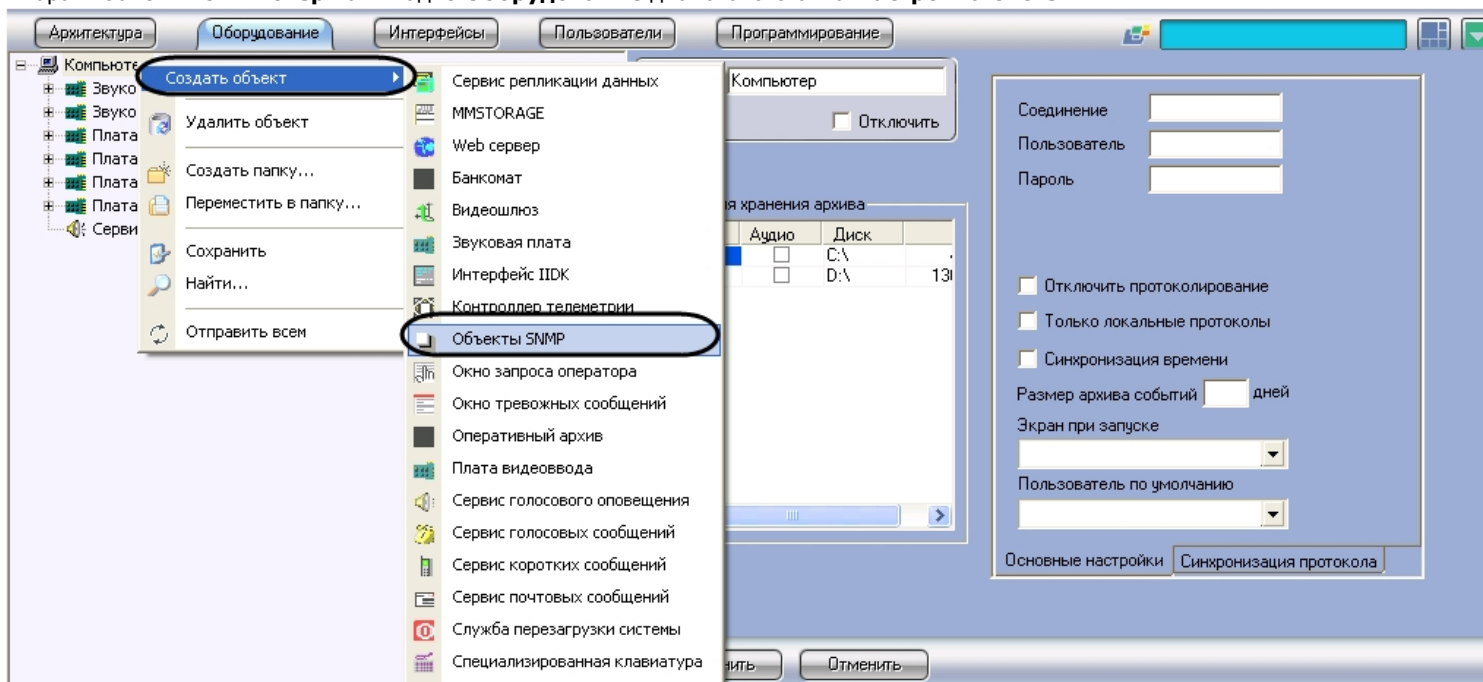 Архитектура Оборудование Интерфейсы Пользователи Программирование
Компьюте
Звуко
Звуко
Плата
Плата
Плата
Плата
Серви
Создать объект
Удалить объект
Создать папку...
Переместить в папку...
Сохранить
Найти...
Отправить всем
Сервис репликации данных
MMSTORAGE
Web сервер
Банкомат
Видеошлюз
Звуковая плата
Интерфейс IIDK
Контроллер телеметрии
Объекты SNMP
Окно запроса оператора
Окно тревожных сообщений
Оперативный архив
Плата видеоввода
Сервис голосового оповещения
Сервис голосовых сообщений
Сервис коротких сообщений
Сервис почтовых сообщений
Служба перезагрузки системы
Специализированная клавиатура
Компьютер
Отключить
я хранения архива
Аудио Диск
C:\
D:\ 13
Соединение
Пользователь
Пароль
Отключить протоколирование
Только локальные протоколы
Синхронизация времени
Размер архива событий дней
Экран при запуске
Пользователь по умолчанию
Основные настройки Синхронизация протокола
нить Отменить